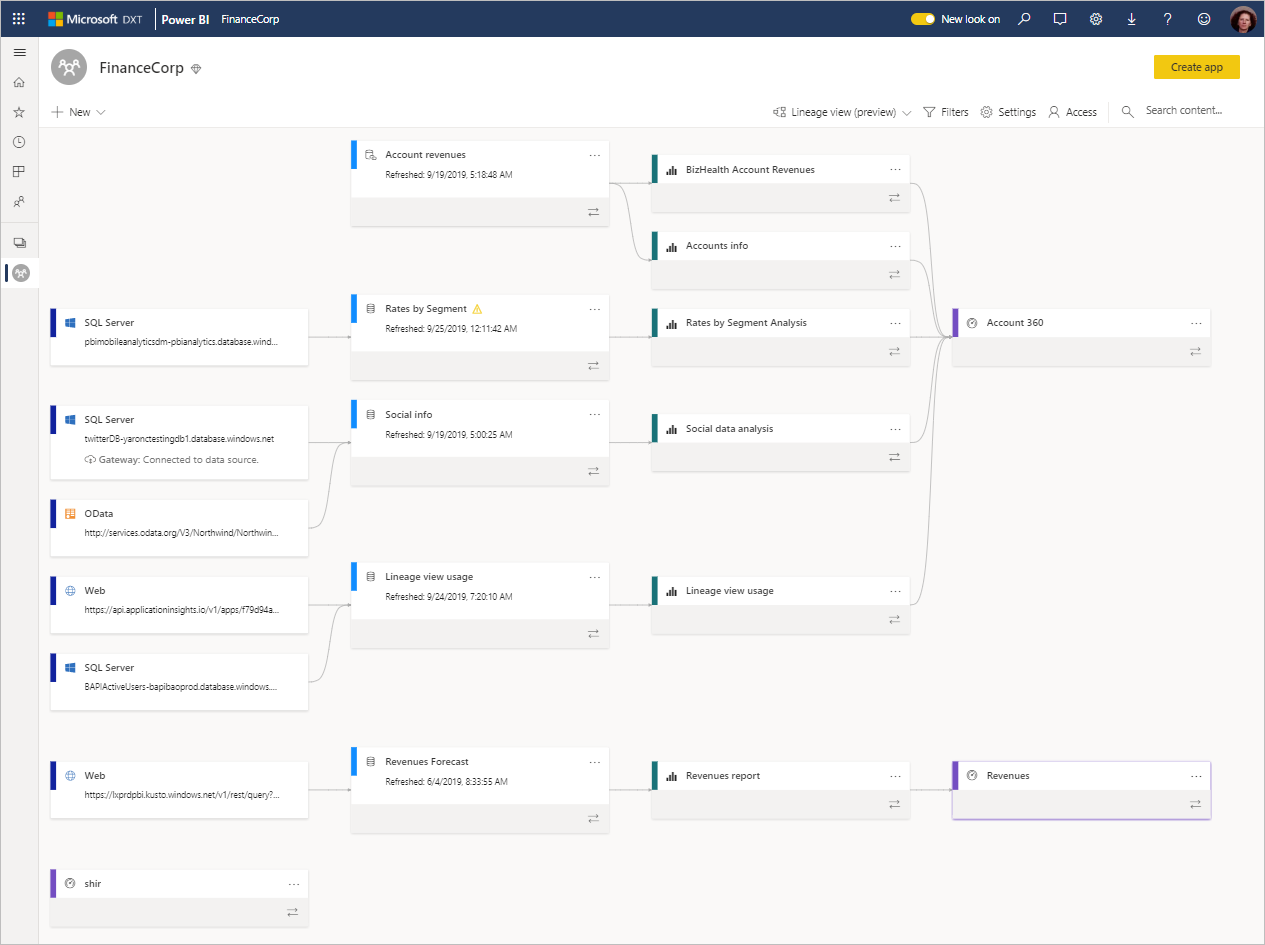 Microsoft DXT Power BI FinanceCorp New look on ?
FinanceCorp Create app
New Lineage view (preview) Filters Settings Access Search content...
Account revenues
Refreshed: 9/19/2019, 5:18:48 AM
BizHealth Account Revenues
Accounts info
SQL Server
pbimobileanalyticsdm-pbianalytics.database.wind...
Rates by Segment
Refreshed: 9/25/2019, 12:11:42 AM
Rates by Segment Analysis
Account 360
SQL Server
twitterDB-yaronctestingdb1.database.windows.net
Gateway: Connected to data source.
Social info
Refreshed: 9/19/2019, 5:00:25 AM
Social data analysis
OData
http://services.odata.org/V3/Northwind/Northwin...
Web
https://api.applicationinsights.io/v1/apps/f79d94a...
Lineage view usage
Refreshed: 9/24/2019, 7:20:10 AM
Lineage view usage
SQL Server
BAPIActiveUsers-bapibaoprod.database.windows....
Web
https://lxprdpbi.kusto.windows.net/v1/rest/query?...
Revenues Forecast
Refreshed: 6/4/2019, 8:33:55 AM
Revenues report
Revenues
shir